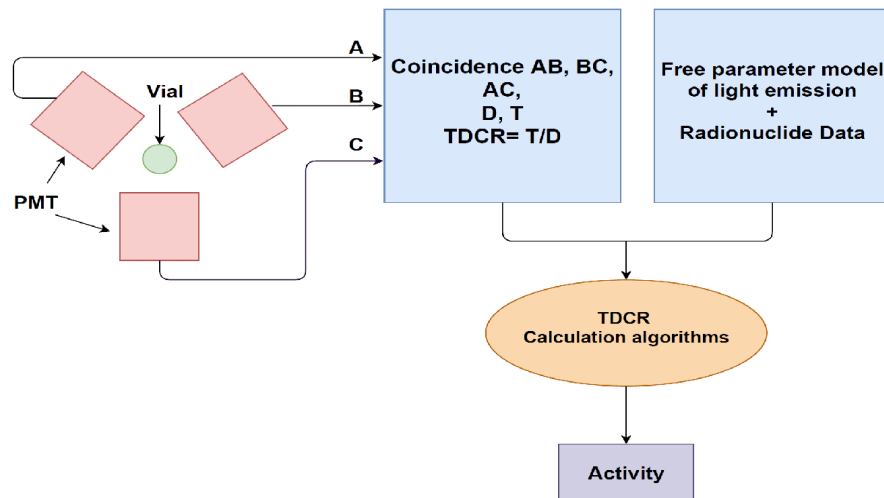 A
Vial
B
C
PMT
Coincidence AB, BC,
AC,
D, T
TDCR= T/D
Free parameter model
of light emission
+
Radionuclide Data
TDCR
Calculation algorithms
Activity